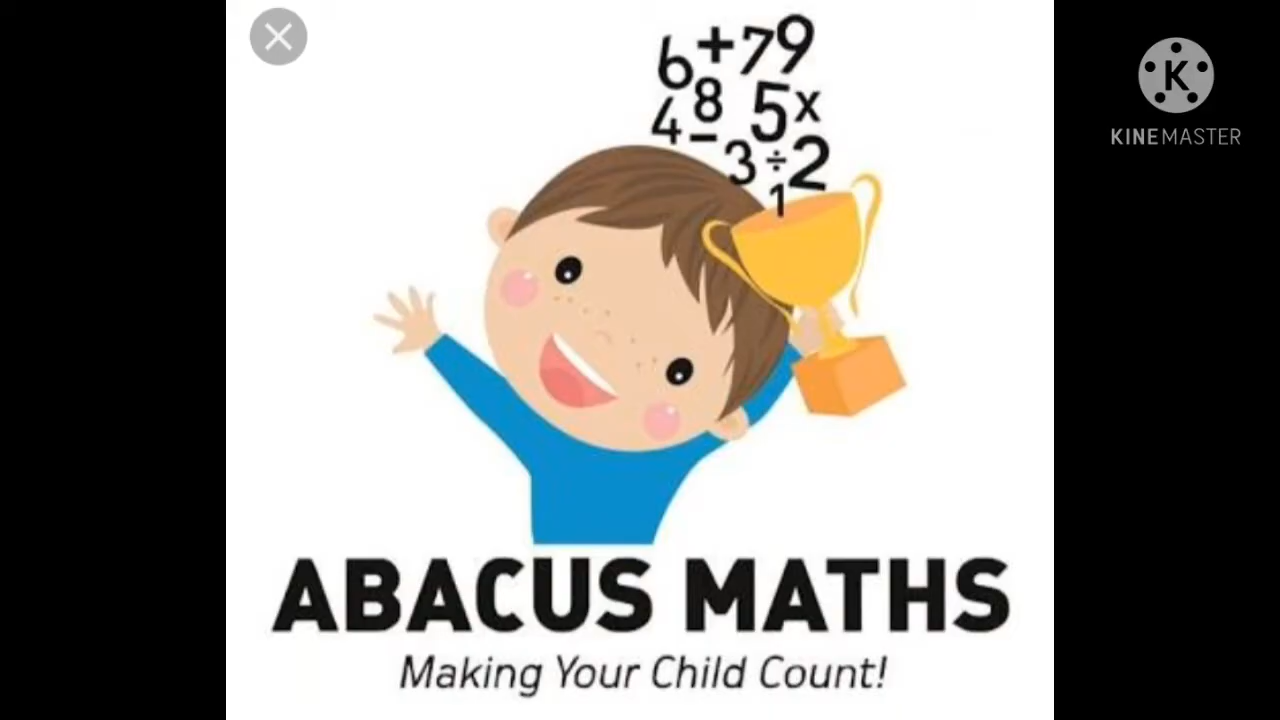 6+79
48 5x
-3÷2
1
K
KINEMASTER
ABACUS MATHS
Making Your Child Count!